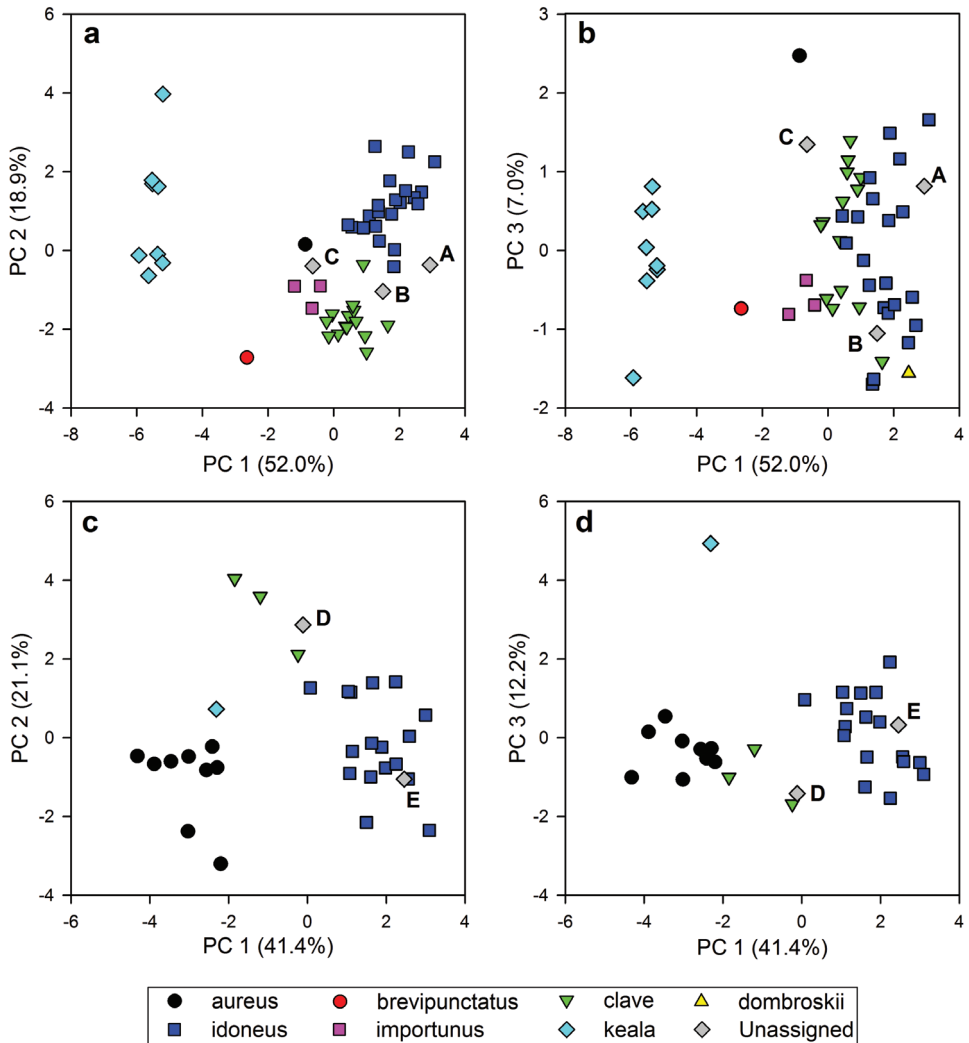 a
6
4
2
0
-2
-4
PC 2 (18.9%)
C
A
B
-8 -6 -4 -2 0 2 4
PC 1 (52.0%)
b
3
2
1
0
-1
-2
PC 3 (7.0%)
C
A
B
-8 -6 -4 -2 0 2 4
PC 1 (52.0%)
c
6
4
2
0
-2
-4
PC 2 (21.1%)
D
E
-6 -4 -2 0 2 4
PC 1 (41.4%)
d
6
4
2
0
-2
-4
PC 3 (12.2%)
E
D
-6 -4 -2 0 2 4
PC 1 (41.4%)
aureus brevipunctatus clave dombroskii
idoneus importunus keala Unassigned